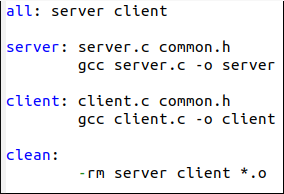 all: server client
server: server.c common.h
gcc server.c -o server
client: client.c common.h
gcc client.c -o client
clean:
-rm server client *.o